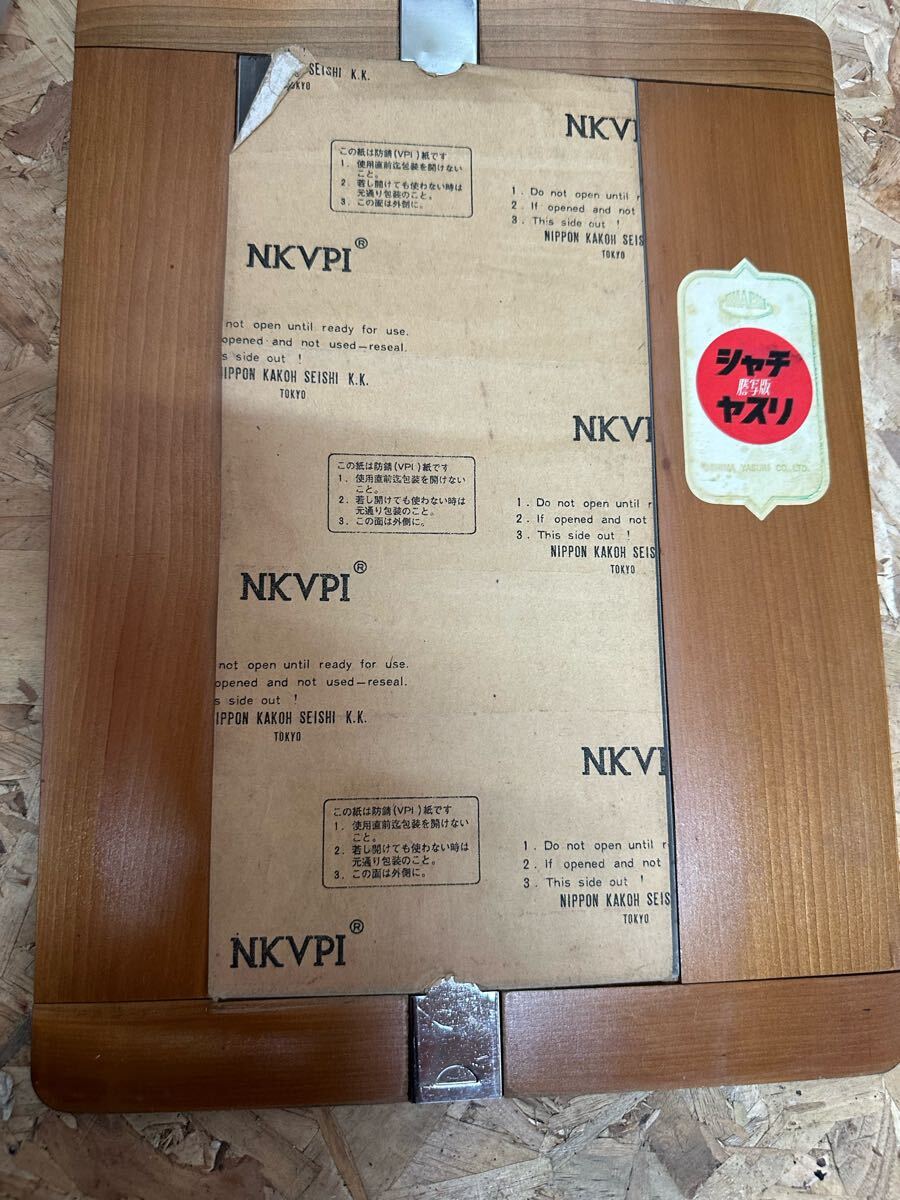 SEISHI K.K.
NKV
この紙は防錆(VPI)紙です
1. 使用直前迄包装を開けない
こと。
2. 若し開けても使わない時は
元通り包装のこと。
3. この面は外側に。
1. Do not open until r
2. If opened and not
3. This side out !
NIPPON KAKOH SEIS
TOKYO
NKVPI®
not open until ready for use.
opened and not used—reseal.
s side out !
IPPON KAKOH SEISHI K.K.
TOKYO
シャチ
謄写版
ヤスリ
YASURI CO., LTD.
NKV
この紙は防錆(VPI)紙です
1. 使用直前迄包装を開けない
こと。
2. 若し開けても使わない時は
元通り包装のこと。
3. この面は外側に。
1. Do not open until r
2. If opened and not
3. This side out !
NIPPON KAKOH SEIS
TOKYO
NKVPI®
not open until ready for use.
opened and not used—reseal.
s side out !
IPPON KAKOH SEISHI K.K.
TOKYO
NKV
この紙は防錆(VPI)紙です
1. 使用直前迄包装を開けない
こと。
2. 若し開けても使わない時は
元通り包装のこと。
3. この面は外側に。
1. Do not open until r
2. If opened and not
3. This side out !
NIPPON KAKOH SEIS
TOKYO
NKVPI®